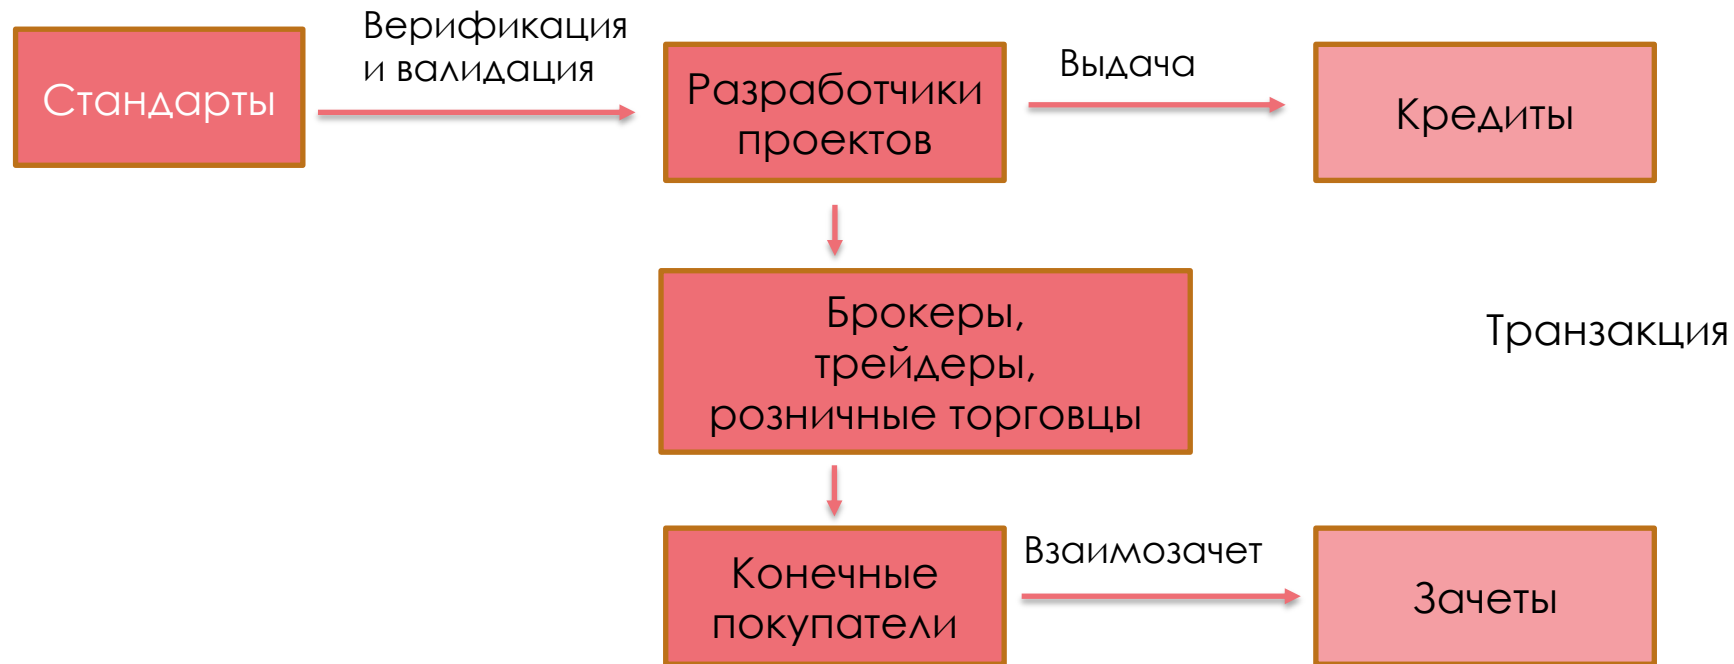 Верификация
и валидация
Стандарты
Разработчики
проектов
Выдача
Кредиты
Брокеры,
трейдеры,
розничные торговцы
Транзакция
Конечные
покупатели
Взаимозачет
Зачеты